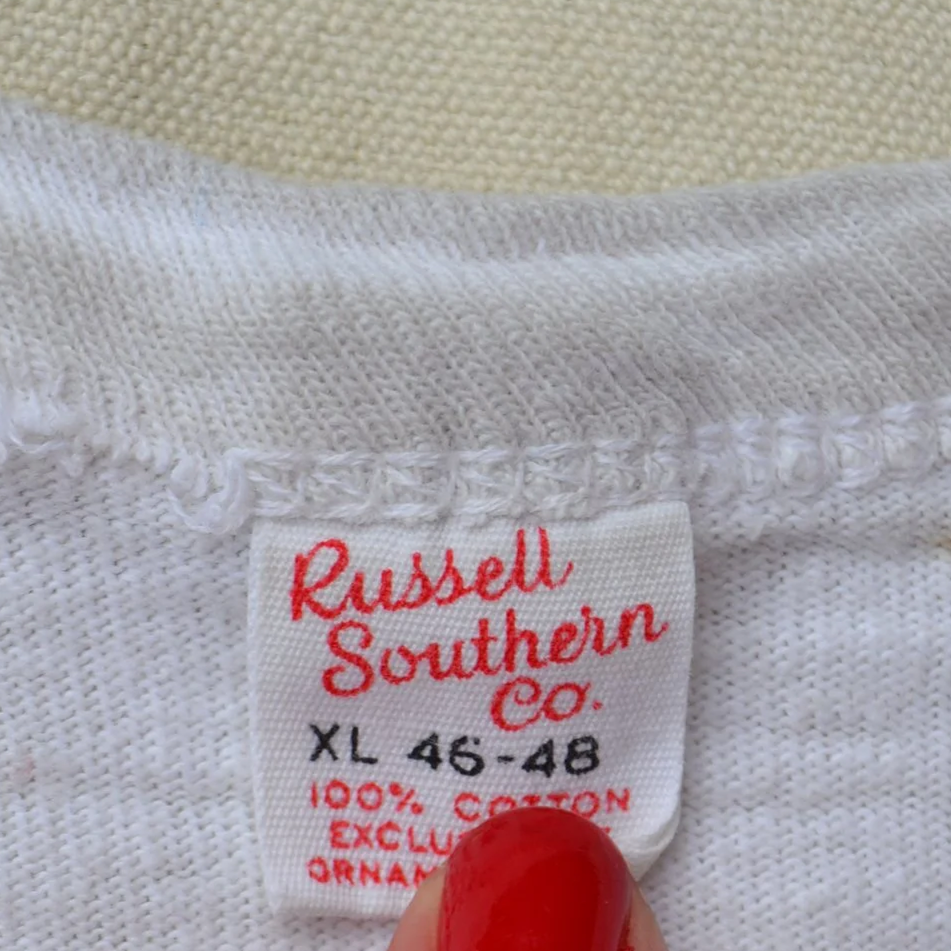 Russell
Southern
Co.
XL 46-48
100% COTTON